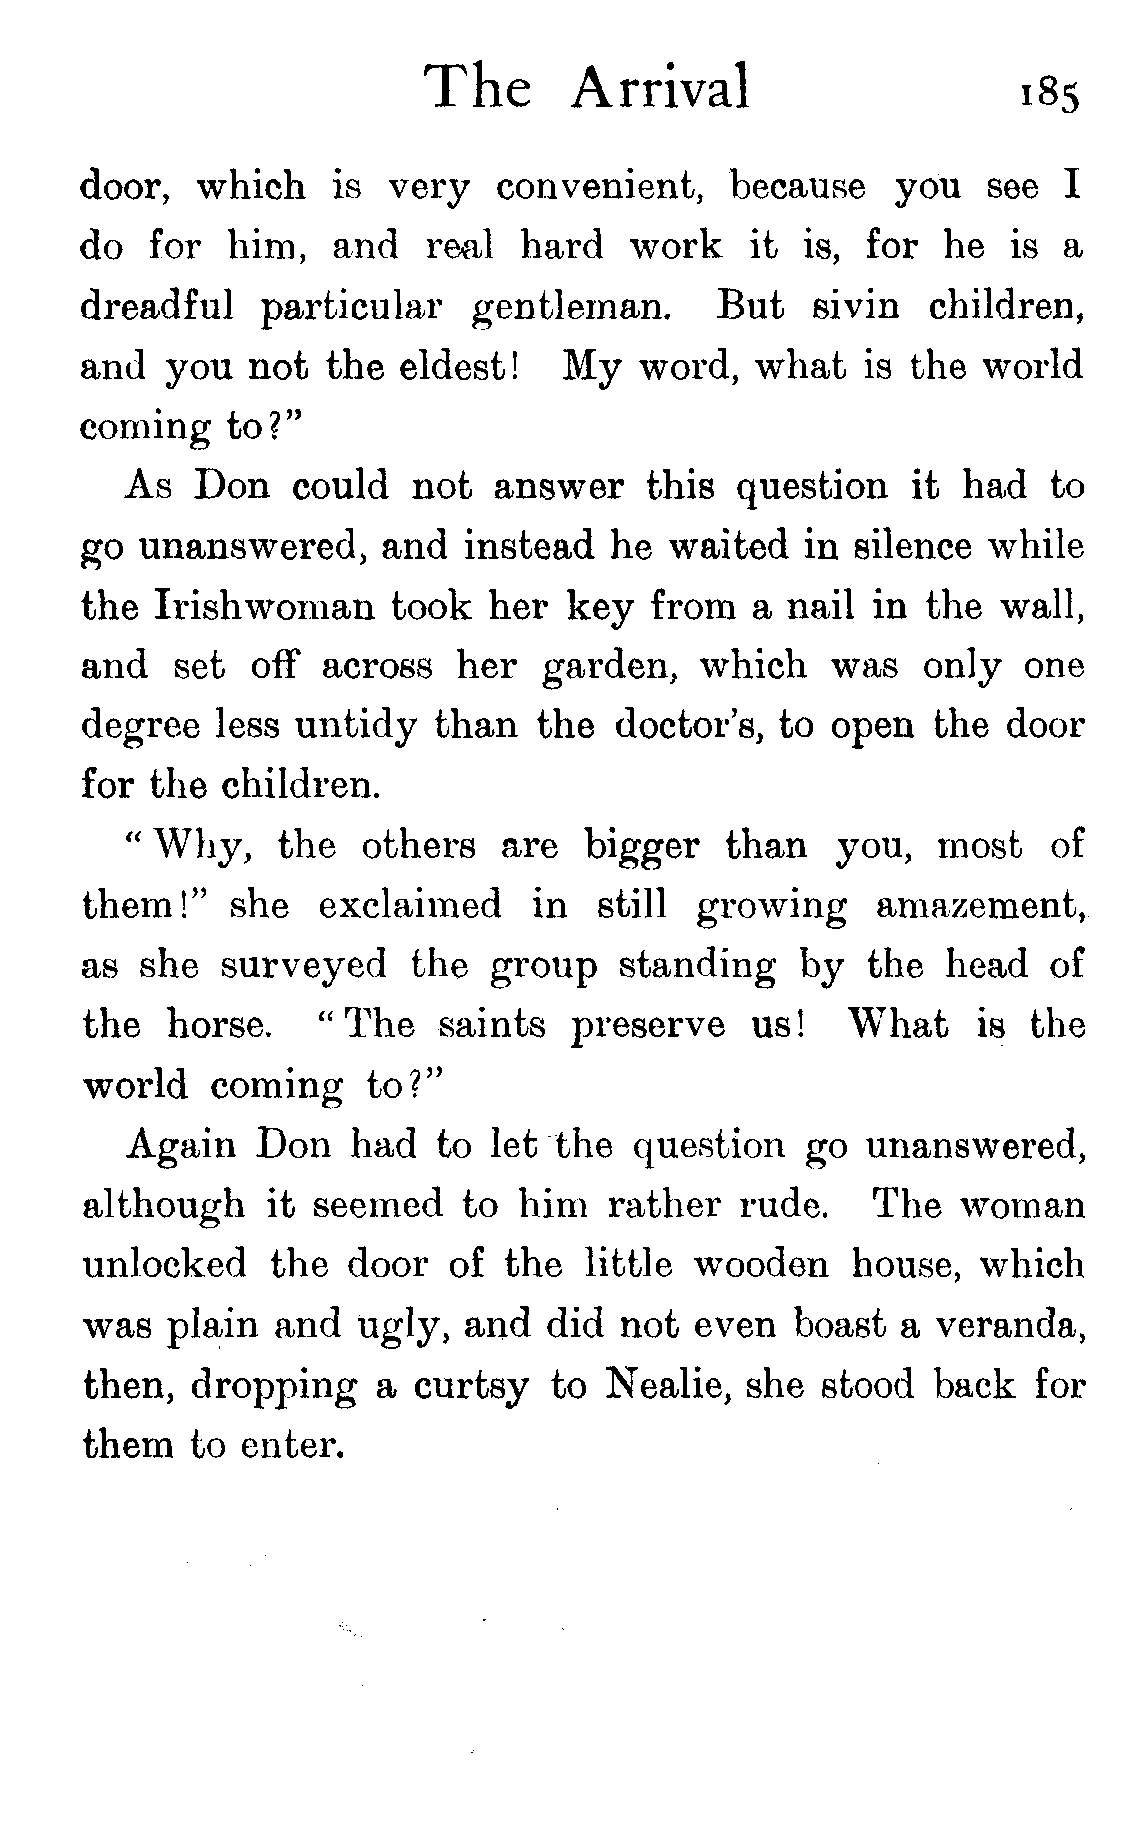 The Arrival 185
door, which is very convenient, because you see I
do for him, and real hard work it is, for he is a
dreadful particular gentleman. But sivin children,
and you not the eldest! My word, what is the world
coming to?"
As Don could not answer this question it had to
go unanswered, and instead he waited in silence while
the Irishwoman took her key from a nail in the wall,
and set off across her garden, which was only one
degree less untidy than the doctor's, to open the door
for the children.
"Why, the others are bigger than you, most of
them!" she exclaimed in still growing amazement,
as she surveyed the group standing by the head of
the horse. "The saints preserve us! What is the
world coming to?"
Again Don had to let the question go unanswered,
although it seemed to him rather rude. The woman
unlocked the door of the little wooden house, which
was plain and ugly, and did not even boast a veranda,
then, dropping a curtsy to Nealie, she stood back for
them to enter.